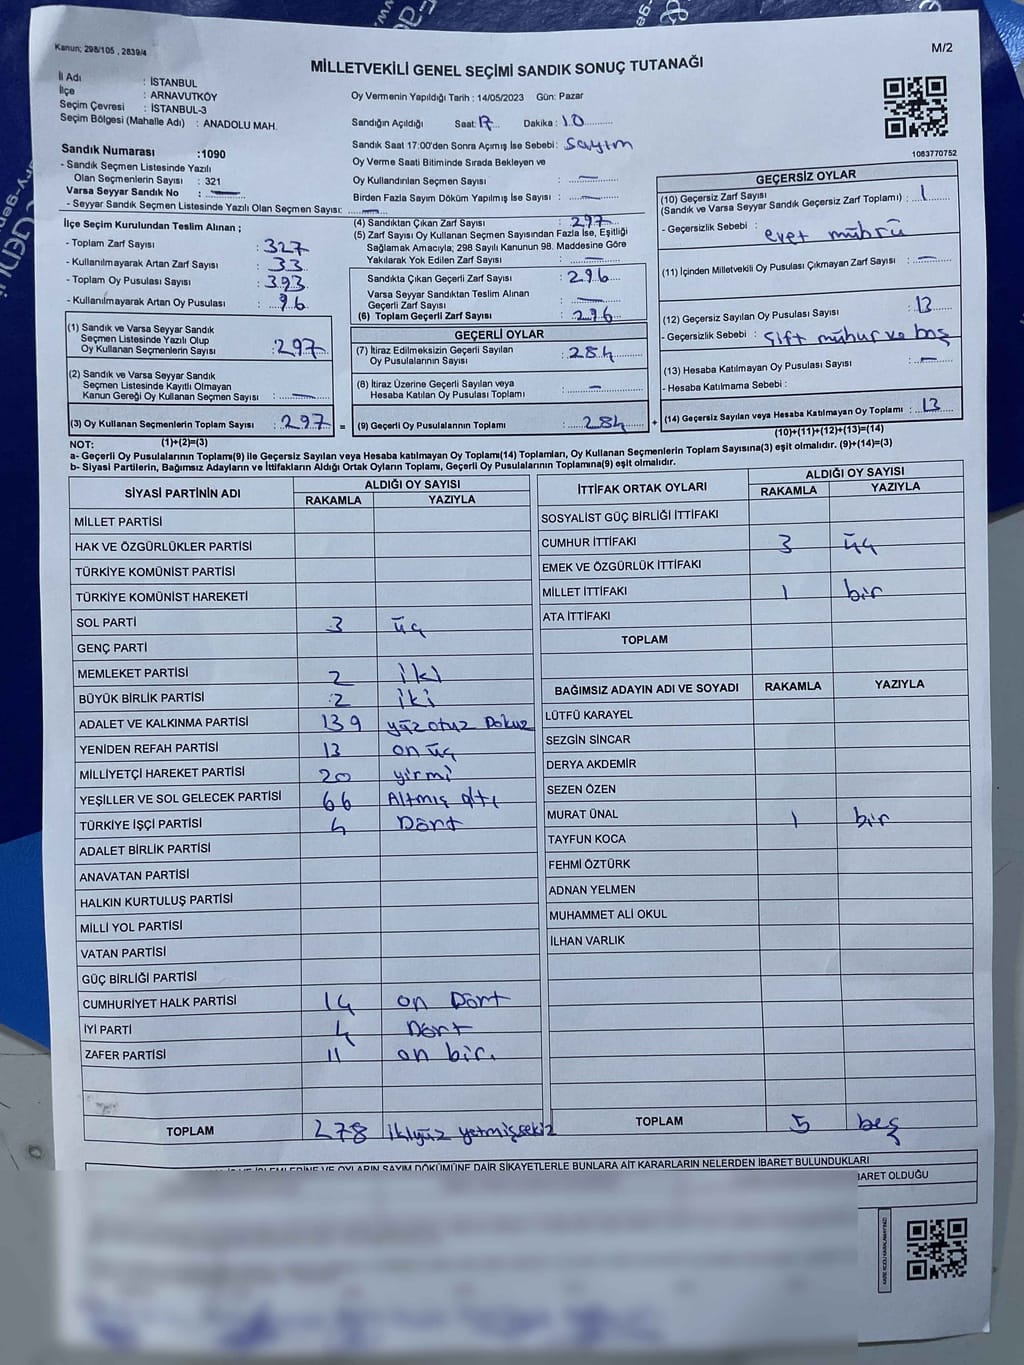 Kanun; 298/105 , 2839/4
M/2
MİLLETVEKİLİ GENEL SEÇİMİ SANDIK SONUÇ TUTANAĞI
İl Adı : İSTANBUL
İlçe : ARNAVUTKÖY
Seçim Çevresi : İSTANBUL-3
Seçim Bölgesi (Mahalle Adı) : ANADOLU MAH.
Sandık Numarası :1090
- Sandık Seçmen Listesinde Yazılı
Olan Seçmenlerin Sayısı : 321
Varsa Seyyar Sandık No :
- Seyyar Sandık Seçmen Listesinde Yazılı Olan Seçmen Sayısı:
Oy Vermenin Yapıldığı Tarih : 14/05/2023 Gün: Pazar
Sandığın Açıldığı Saat: 17 Dakika: 10
Sandık Saat 17:00'den Sonra Açımış İse Sebebi: Sayım
Oy Verme Saati Bitiminde Sırada Bekleyen ve
Oy Kullandırılan Seçmen Sayısı : —
Birden Fazla Sayım Döküm Yapılmış İse Sayısı : —
1083770752
İlçe Seçim Kurulundan Teslim Alınan ;
- Toplam Zarf Sayısı : 327
- Kullanılmayarak Artan Zarf Sayısı : 33
- Toplam Oy Pusulası Sayısı : 393
- Kullanılmayarak Artan Oy Pusulası : 96
(1) Sandık ve Varsa Seyyar Sandık
Seçmen Listesinde Yazılı Olup
Oy Kullanan Seçmenlerin Sayısı : 297
(2) Sandık ve Varsa Seyyar Sandık
Seçmen Listesinde Kayıtlı Olmayan
Kanun Gereği Oy Kullanan Seçmen Sayısı : —
(3) Oy Kullanan Seçmenlerin Toplam Sayısı : 297
(4) Sandıktan Çıkan Zarf Sayısı : 297
(5) Zarf Sayısı Oy Kullanan Seçmen Sayısından Fazla İse, Eşitliği
Sağlamak Amacıyla; 298 Sayılı Kanunun 98. Maddesine Göre
Yakılarak Yok Edilen Zarf Sayısı : —
Sandıkta Çıkan Geçerli Zarf Sayısı : 296
Varsa Seyyar Sandıktan Teslim Alınan
Geçerli Zarf Sayısı : —
(6) Toplam Geçerli Zarf Sayısı : 296
GEÇERLİ OYLAR
(7) İtiraz Edilmeksizin Geçerli Sayılan
Oy Pusulalarının Sayısı : 284
(8) İtiraz Üzerine Geçerli Sayılan veya
Hesaba Katılan Oy Pusulası Toplamı : —
= (9) Geçerli Oy Pusulalarının Toplamı : 284 +
GEÇERSİZ OYLAR
(10) Geçersiz Zarf Sayısı
(Sandık ve Varsa Seyyar Sandık Geçersiz Zarf Toplamı) : 1
- Geçersizlik Sebebi : evet mührü
(11) İçinden Milletvekili Oy Pusulası Çıkmayan Zarf Sayısı : —
(12) Geçersiz Sayılan Oy Pusulası Sayısı : 13
- Geçersizlik Sebebi : Çift mühür ve boş
(13) Hesaba Katılmayan Oy Pusulası Sayısı : —
- Hesaba Katılmama Sebebi :
(14) Geçersiz Sayılan veya Hesaba Katılmayan Oy Toplamı : 13
NOT: (1)+(2)=(3)
(10)+(11)+(12)+(13)=(14)
a- Geçerli Oy Pusulalarının Toplamı(9) ile Geçersiz Sayılan veya Hesaba katılmayan Oy Toplam(14) Toplamları, Oy Kullanan Seçmenlerin Toplam Sayısına(3) eşit olmalıdır. (9)+(14)=(3)
b- Siyasi Partilerin, Bağımsız Adayların ve İttifakların Aldığı Ortak Oyların Toplamı, Geçerli Oy Pusulalarının Toplamına(9) eşit olmalıdır.
SİYASİ PARTİNİN ADI ALDIĞI OY SAYISI
RAKAMLA YAZIYLA
MİLLET PARTİSİ
HAK VE ÖZGÜRLÜKLER PARTİSİ
TÜRKİYE KOMÜNİST PARTİSİ
TÜRKİYE KOMÜNİST HAREKETİ
SOL PARTİ 3 üç
GENÇ PARTİ
MEMLEKET PARTİSİ 2 iki
BÜYÜK BİRLİK PARTİSİ 2 iki
ADALET VE KALKINMA PARTİSİ 139 yüz otuz Dokuz
YENİDEN REFAH PARTİSİ 13 on üç
MİLLİYETÇİ HAREKET PARTİSİ 20 yirmi
YEŞİLLER VE SOL GELECEK PARTİSİ 66 Altmış altı
TÜRKİYE İŞÇİ PARTİSİ 4 Dört
ADALET BİRLİK PARTİSİ
ANAVATAN PARTİSİ
HALKIN KURTULUŞ PARTİSİ
MİLLİ YOL PARTİSİ
VATAN PARTİSİ
GÜÇ BİRLİĞİ PARTİSİ
CUMHURİYET HALK PARTİSİ 14 on Dört
İYİ PARTİ 4 Dört
ZAFER PARTİSİ 11 on bir.
TOPLAM 278 ikiyüz yetmişsekiz
İTTİFAK ORTAK OYLARI ALDIĞI OY SAYISI
RAKAMLA YAZIYLA
SOSYALİST GÜÇ BİRLİĞİ İTTİFAKI
CUMHUR İTTİFAKI 3 üç
EMEK VE ÖZGÜRLÜK İTTİFAKI
MİLLET İTTİFAKI 1 bir
ATA İTTİFAKI
TOPLAM
BAĞIMSIZ ADAYIN ADI VE SOYADI RAKAMLA YAZIYLA
LÜTFÜ KARAYEL
SEZGİN SİNCAR
DERYA AKDEMİR
SEZEN ÖZEN
MURAT ÜNAL 1 bir
TAYFUN KOCA
FEHMİ ÖZTÜRK
ADNAN YELMEN
MUHAMMET ALİ OKUL
İLHAN VARLIK
TOPLAM 5 beş
VE OYLARIN SAYIM DÖKÜMÜNE DAİR ŞİKAYETLERLE BUNLARA AİT KARARLARIN NELERDEN İBARET BULUNDUKLARI
İBARET OLDUĞU